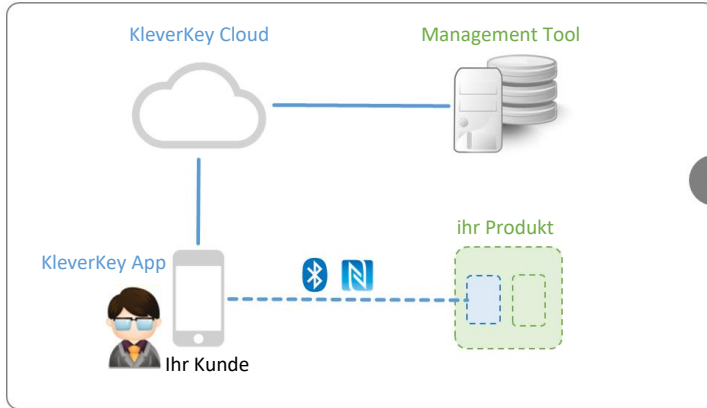 KleverKey Cloud
Management Tool
ihr Produkt
KleverKey App
Ihr Kunde